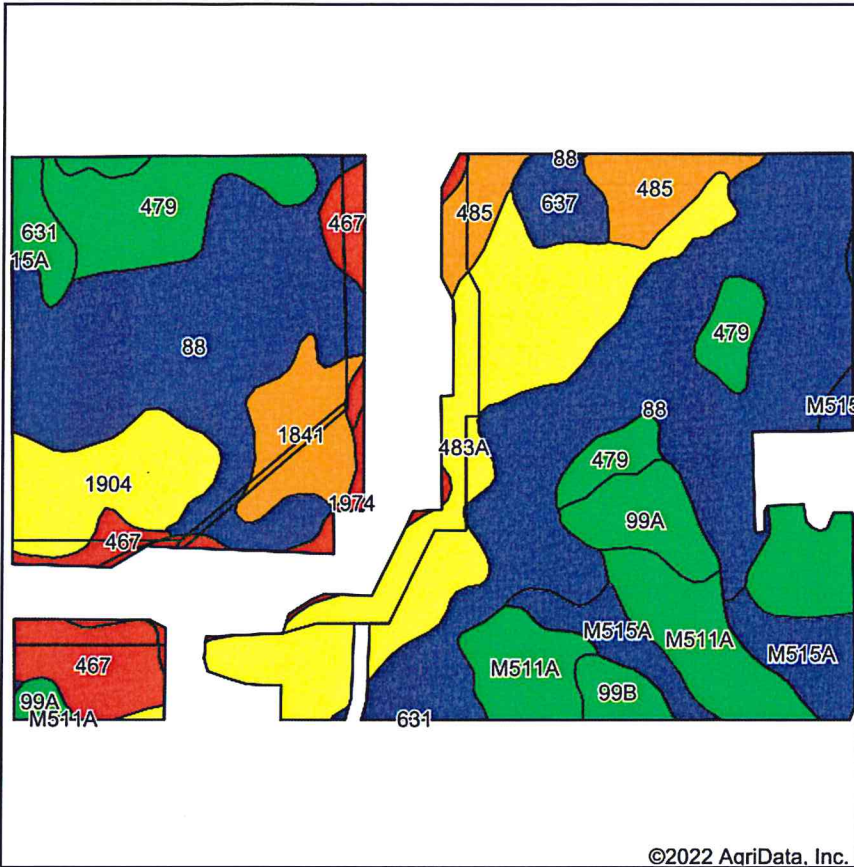 88
479
485
485
637
467
631
15A
479
88
M515
88
1841
483A
479
1904
1974
99A
467
M515A
M511A
M515A
467
M511A
99B
99A
M511A
631
©2022 AgriData, Inc.